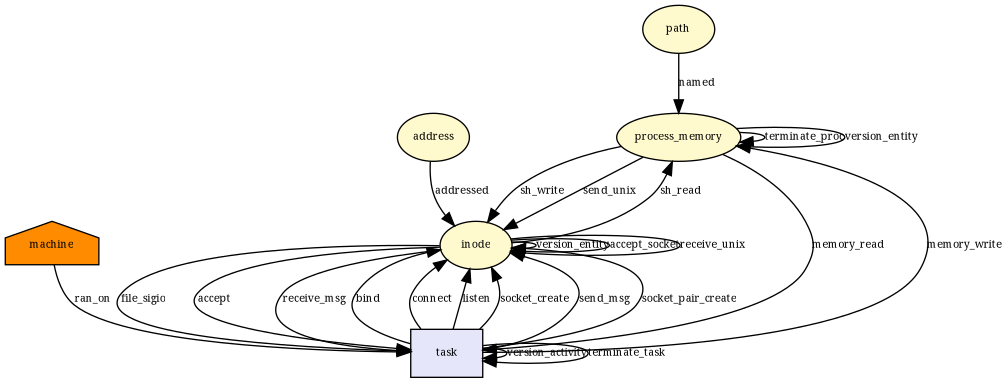 path
named
address
process_memory
terminate_proc
version_entity
addressed
sh_write
send_unix
sh_read
machine
inode
version_entity
accept_socket
receive_unix
memory_read
memory_write
ran_on
file_sigio
accept
receive_msg
bind
connect
listen
socket_create
send_msg
socket_pair_create
task
version_activity
terminate_task